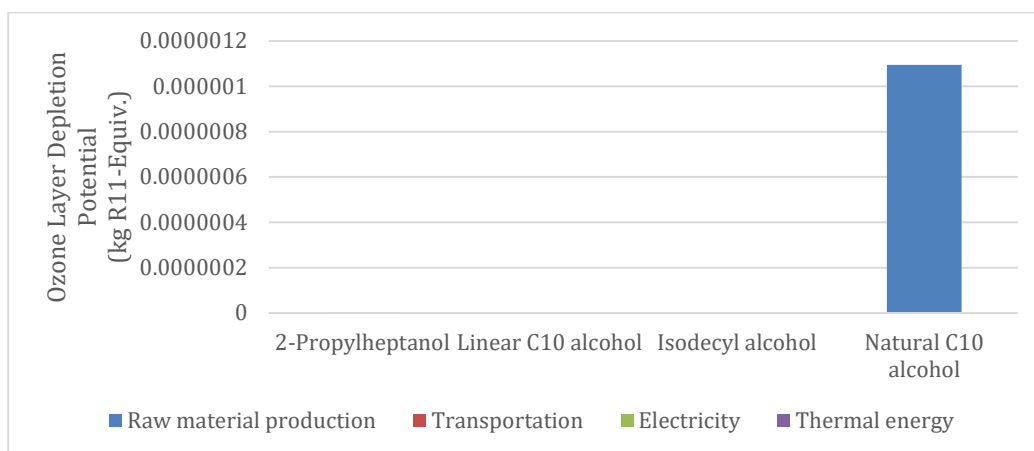 Ozone Layer Depletion
Potential
(kg R11-Equiv.)
0.0000012
0.000001
0.0000008
0.0000006
0.0000004
0.0000002
0
2-Propylheptanol Linear C10 alcohol Isodecyl alcohol Natural C10
alcohol
Raw material production Transportation Electricity Thermal energy